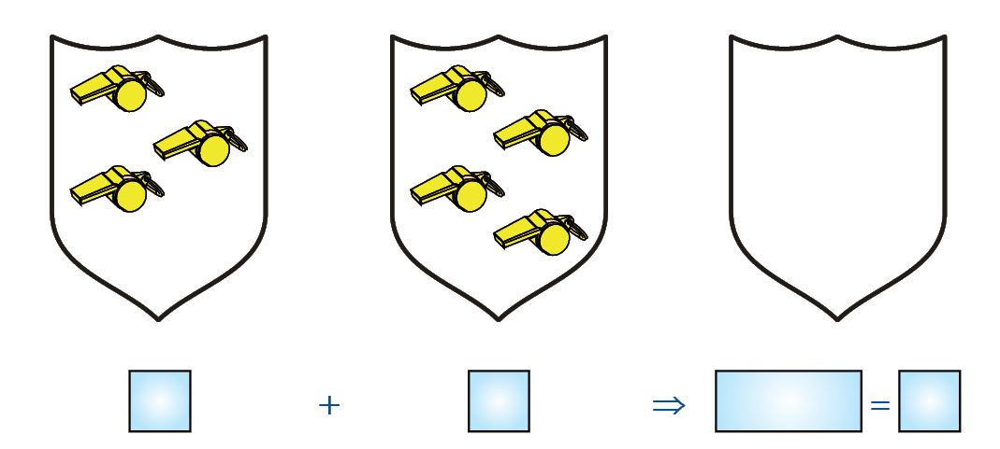 + ⇒ =